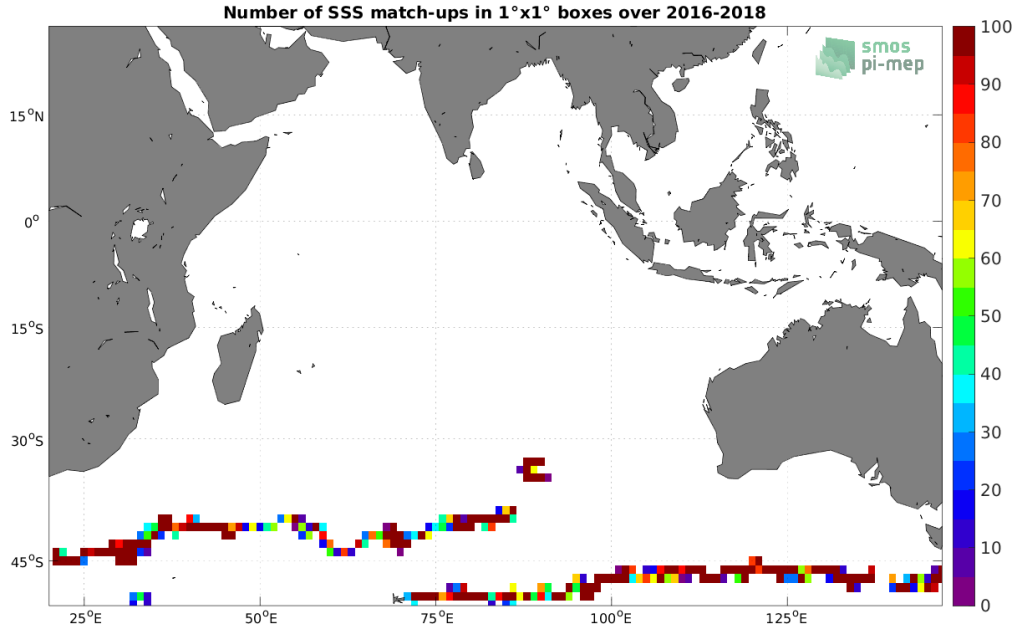 Number of SSS match-ups in 1°x1° boxes over 2016-2018
smos
pi-mep
100
90
80
70
60
50
40
30
20
10
0
15°N
0°
15°S
30°S
45°S
25°E
50°E
75°E
100°E
125°E